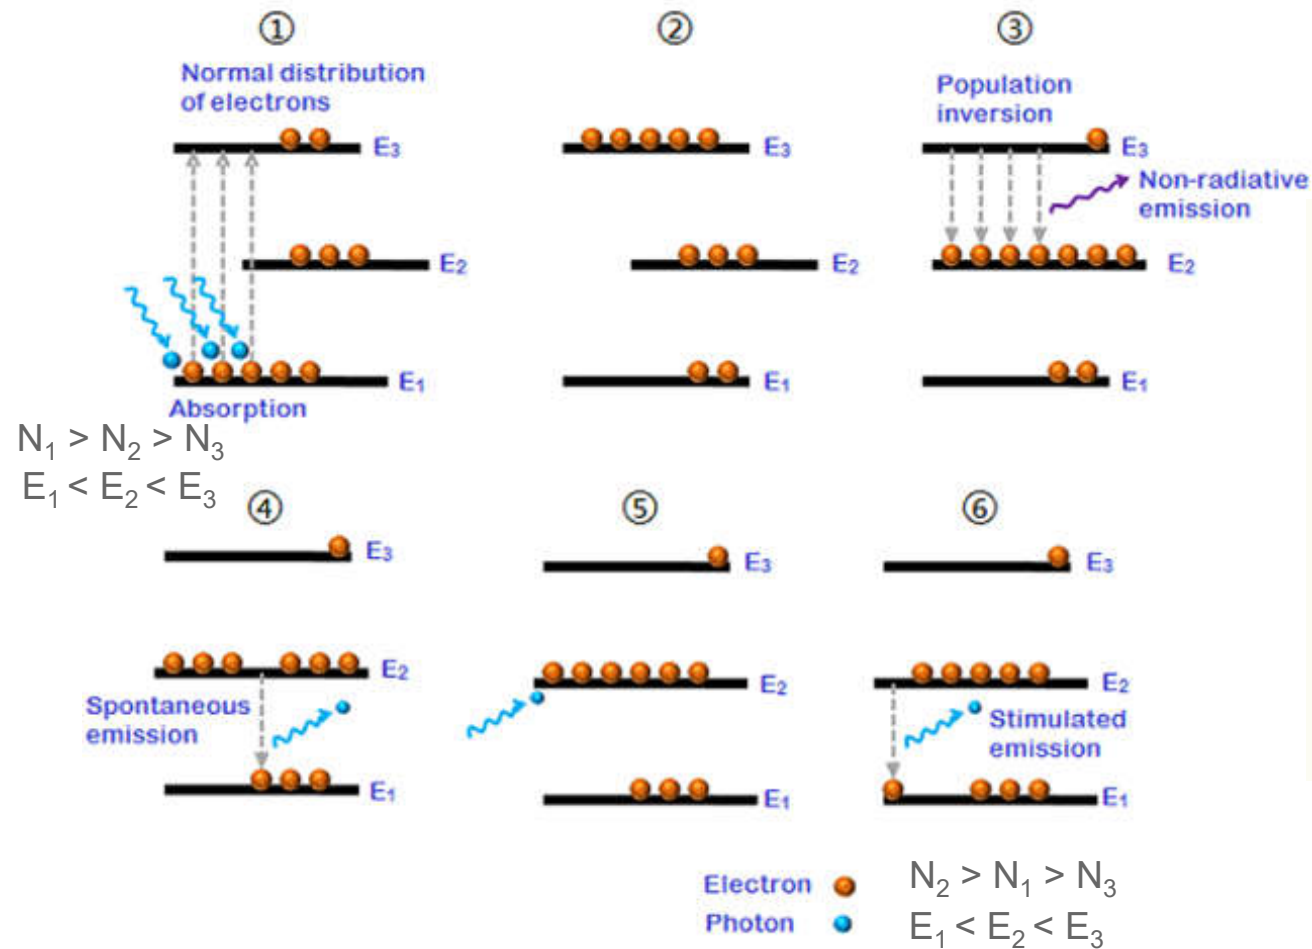 ①
Normal distribution
of electrons
E₃
E₂
E₁
Absorption
N₁ > N₂ > N₃
E₁ < E₂ < E₃
②
E₃
E₂
E₁
③
Population
inversion
E₃
Non-radiative
emission
E₂
E₁
④
E₃
E₂
Spontaneous
emission
E₁
⑤
E₃
E₂
E₁
⑥
E₃
E₂
Stimulated
emission
E₁
Electron
Photon
N₂ > N₁ > N₃
E₁ < E₂ < E₃